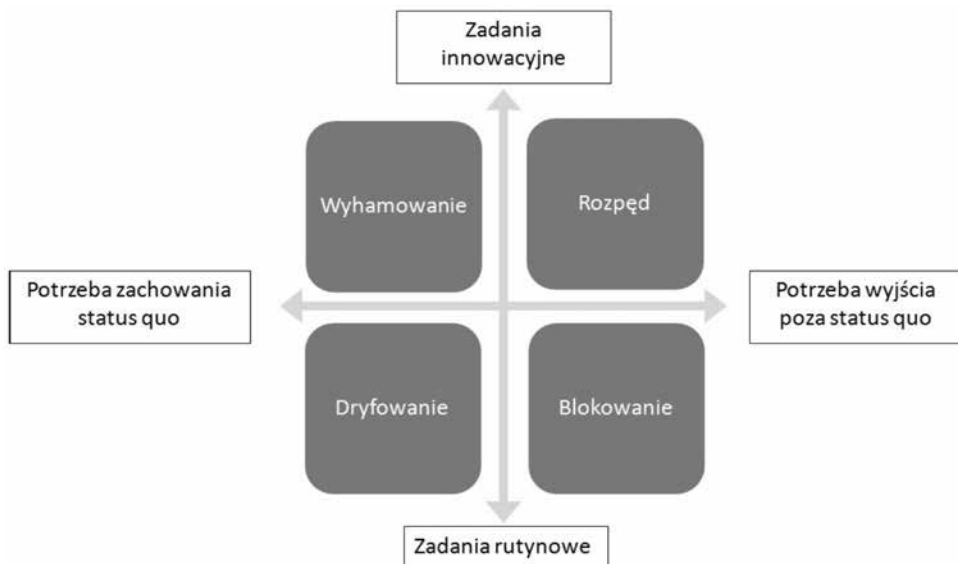 Zadania
innowacyjne
Wyhamowanie
Rozpęd
Potrzeba zachowania
status quo
Potrzeba wyjścia
poza status quo
Dryfowanie
Blokowanie
Zadania rutynowe